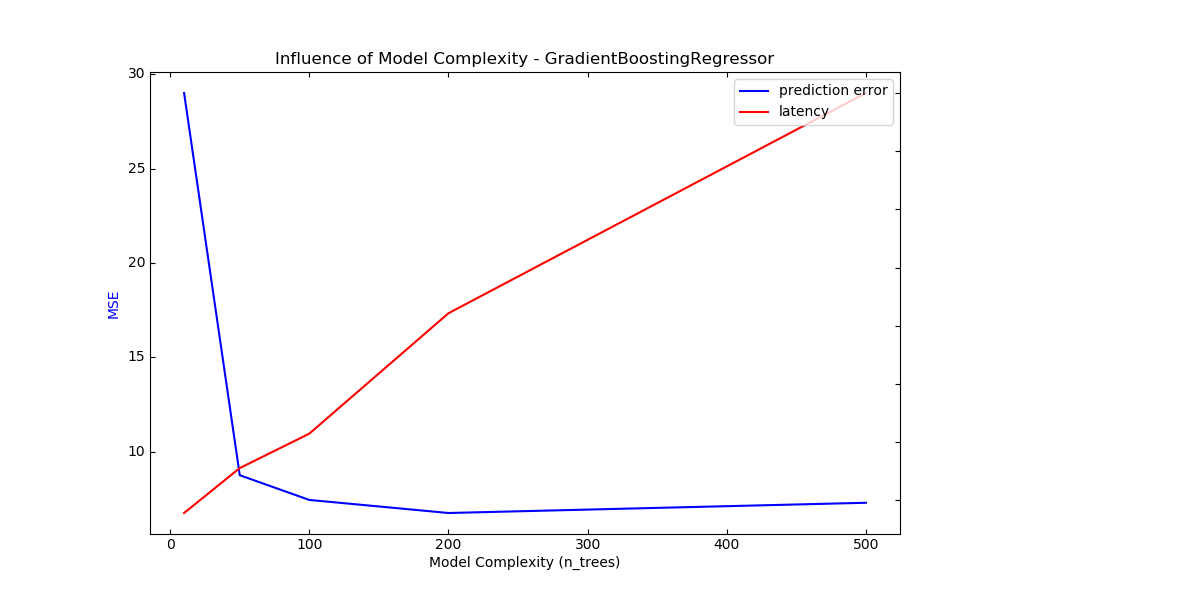 Influence of Model Complexity - GradientBoostingRegressor
prediction error
latency
30
25
20
15
10
MSE
0 100 200 300 400 500
Model Complexity (n_trees)